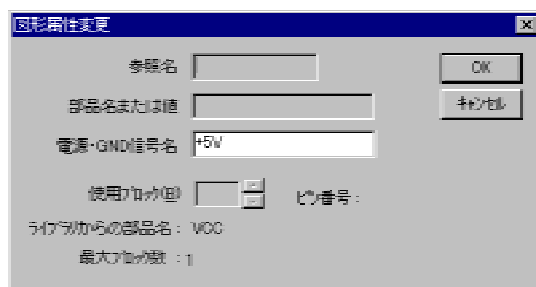 図形属性変更
参照名
OK
部品名または値
キャンセル
電源・GND信号名 +5V
使用ブロック(B) ピン番号:
ライブラリからの部品名: VCC
最大ブロック数 : 1